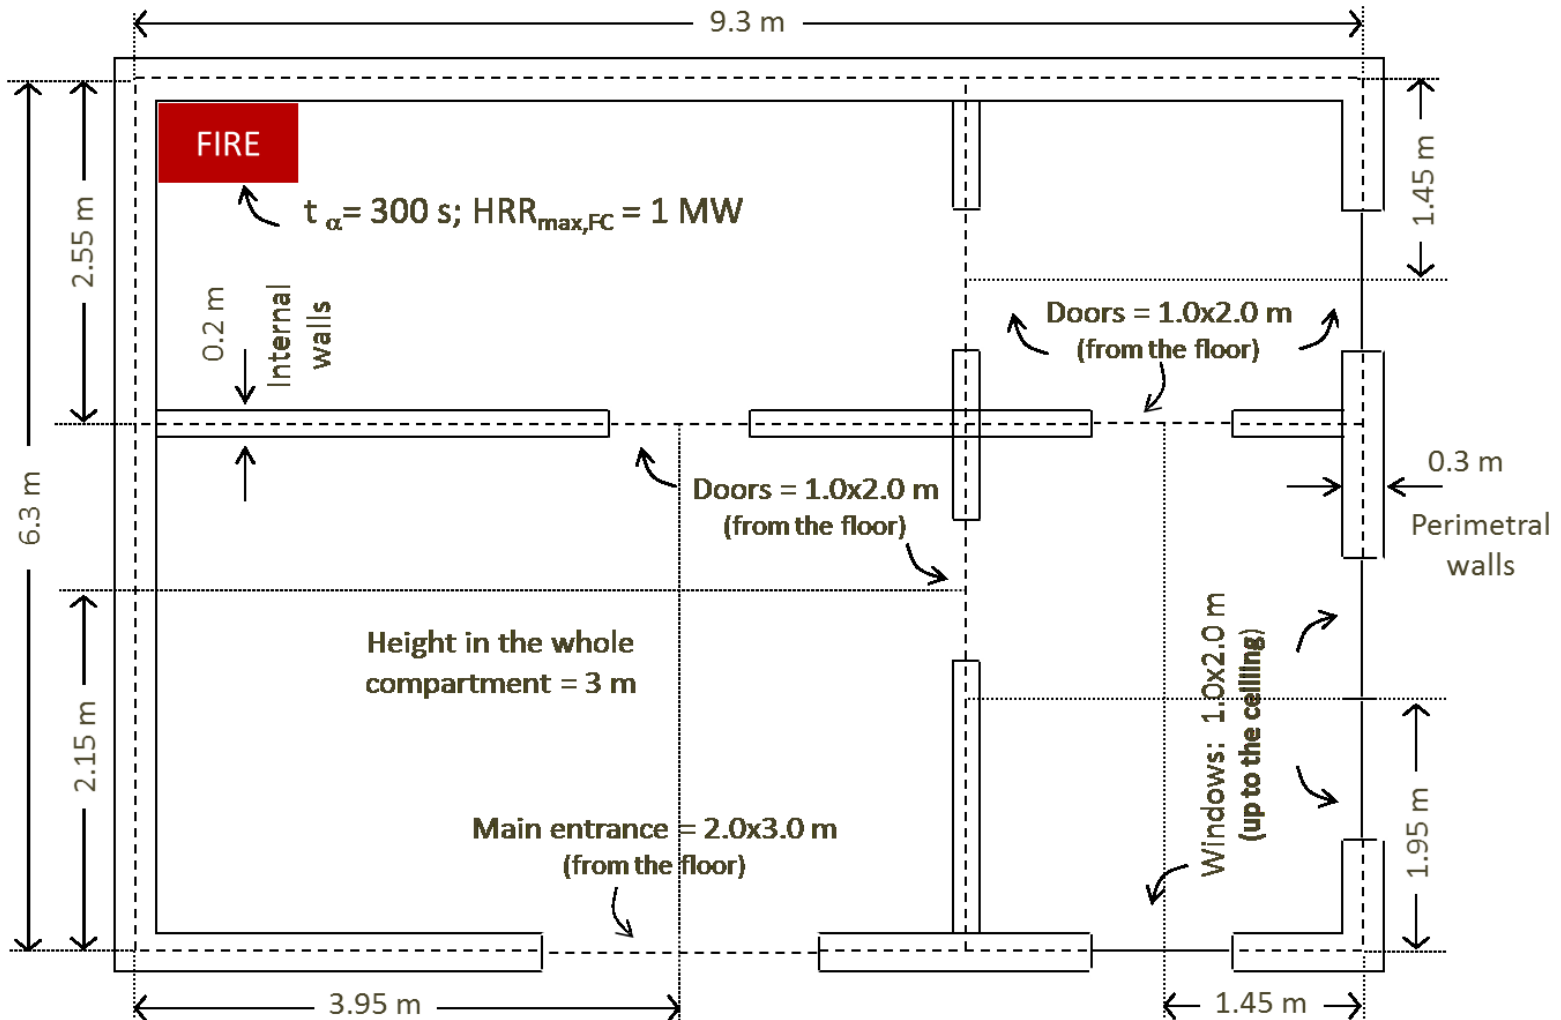 9.3 m
FIRE
t α= 300 s; HRRmax,FC = 1 MW
1.45 m
2.55 m
0.2 m
Internal
walls
Doors = 1.0x2.0 m
(from the floor)
6.3 m
Doors = 1.0x2.0 m
(from the floor)
0.3 m
Perimetral
walls
Height in the whole
compartment = 3 m
2.15 m
Windows: 1.0x2.0 m
(up to the ceiling)
1.95 m
Main entrance = 2.0x3.0 m
(from the floor)
3.95 m
1.45 m